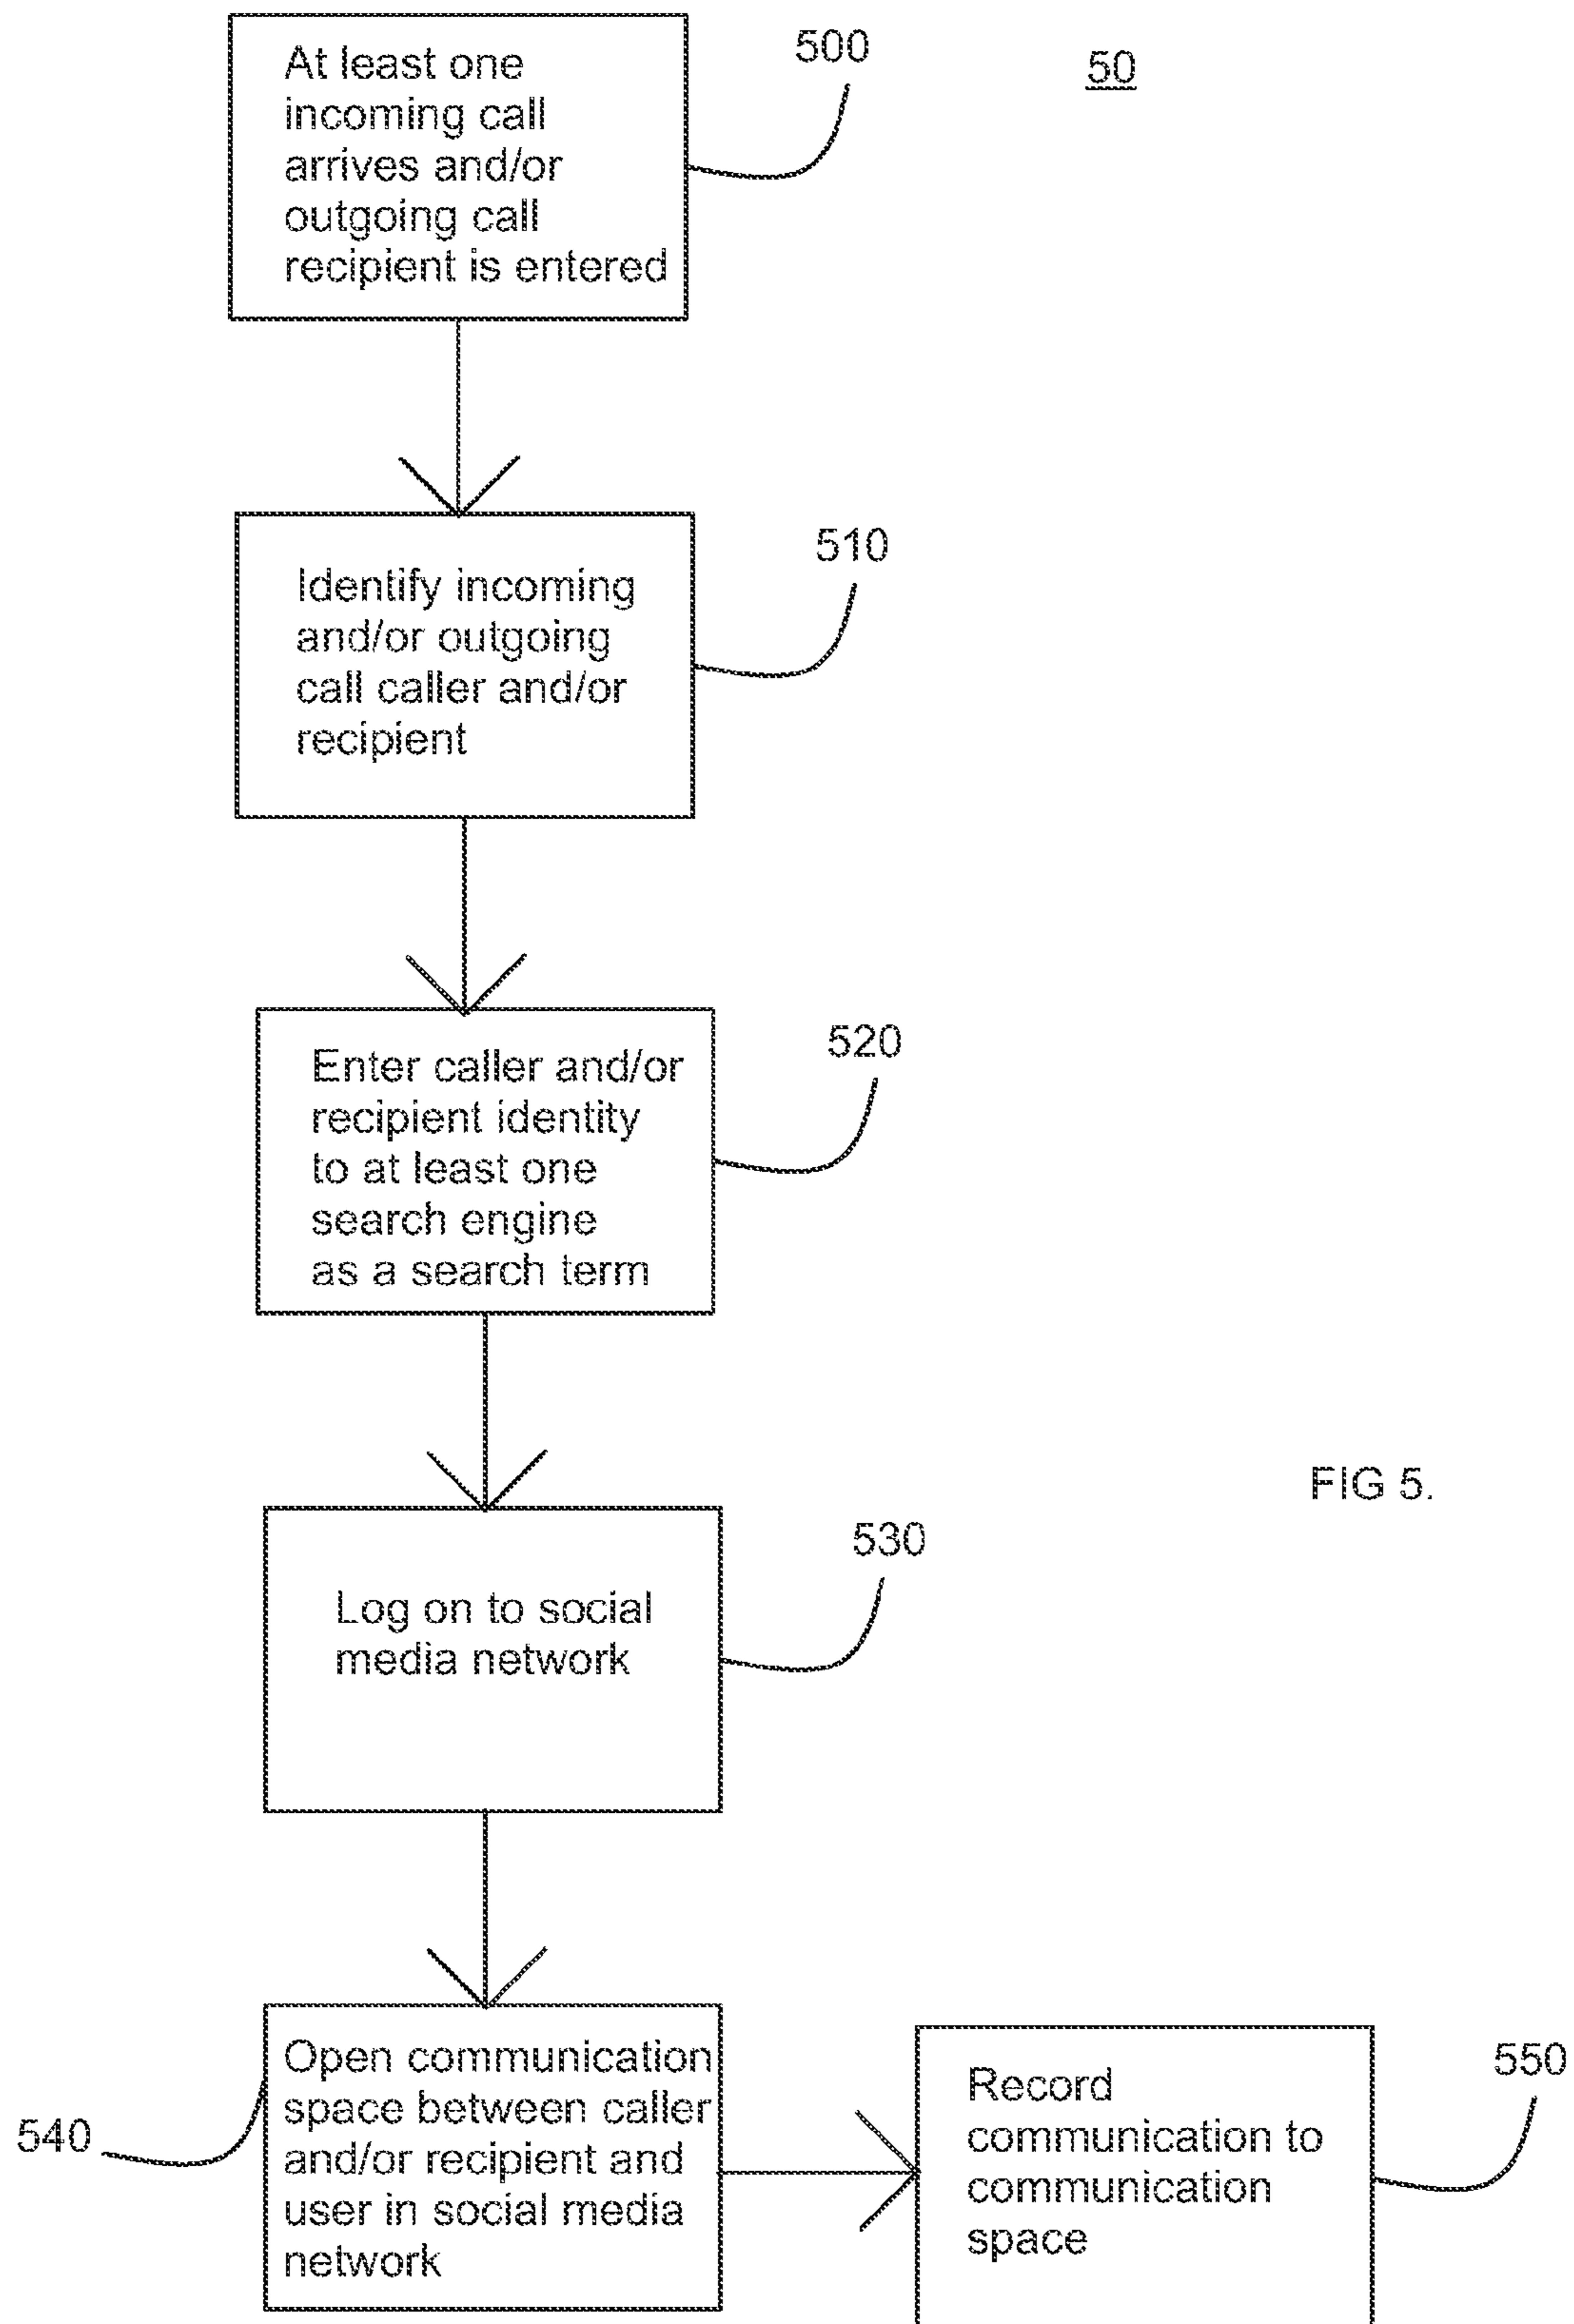 At least one
incoming call
arrives and/or
outgoing call
recipient is entered
500
50
Identify incoming
and/or outgoing
call caller and/or
recipient
510
Enter caller and/or
recipient identity
to at least one
search engine
as a search term
520
FIG 5.
Log on to social
media network
530
Open communication
space between caller
and/or recipient and
user in social media
network
540
Record
communication to
communication
space
550